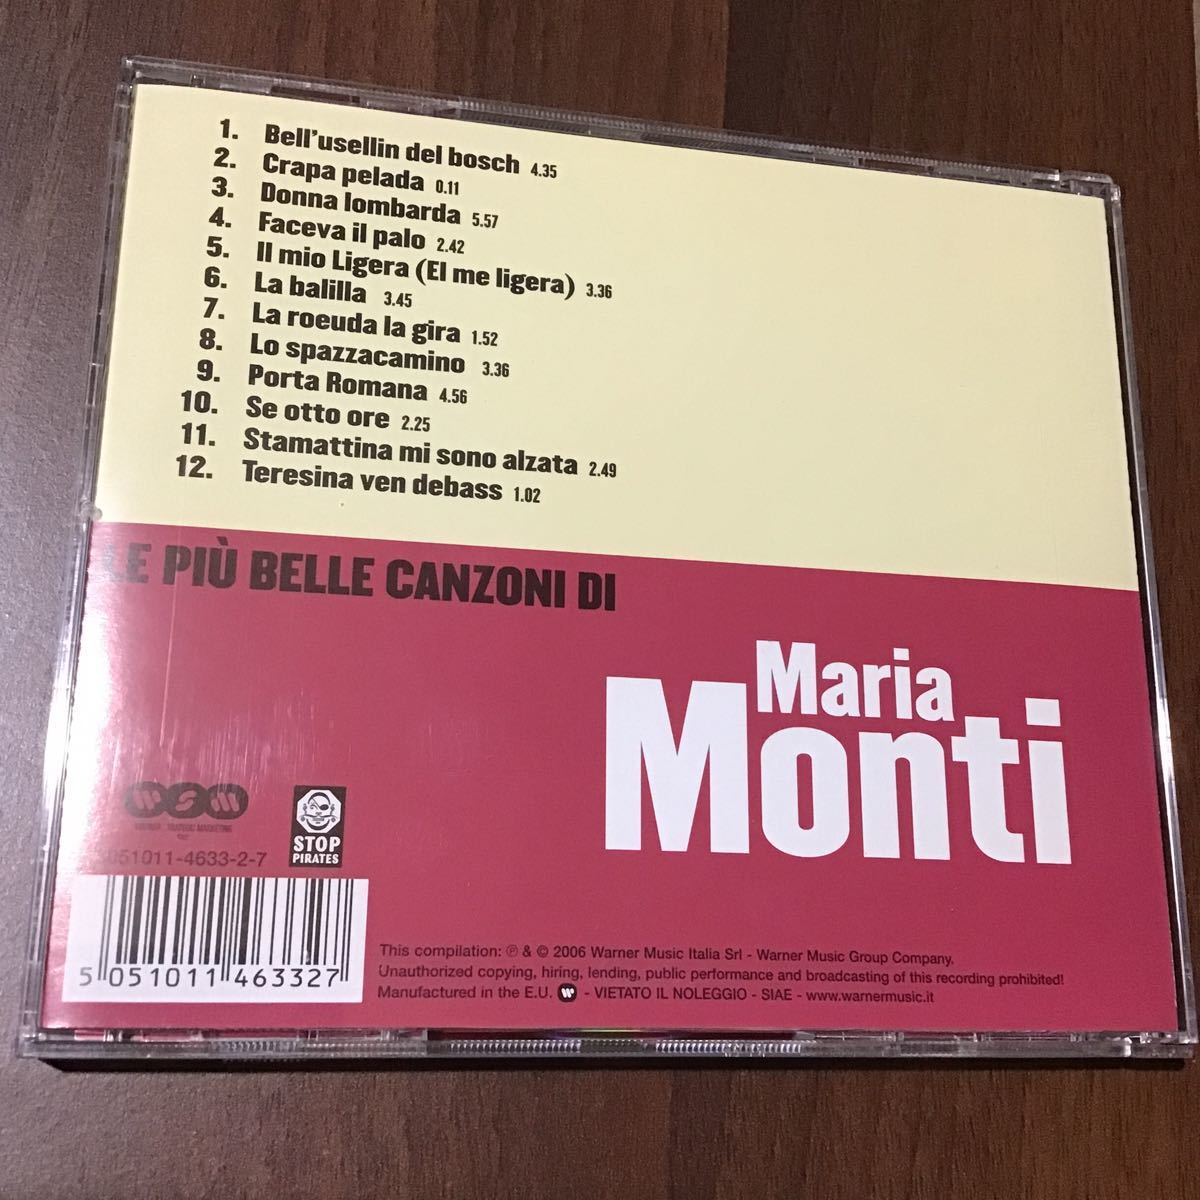 1. Bell'usellin del bosch 4.35
2. Crapa pelada 0.11
3. Donna lombarda 5.57
4. Faceva il palo 2.42
5. Il mio Ligera (El me ligera) 3.36
6. La balilla 3.45
7. La roeuda la gira 1.52
8. Lo spazzacamino 3.36
9. Porta Romana 4.56
10. Se otto ore 2.25
11. Stamattina mi sono alzata 2.49
12. Teresina ven debass 1.02
LE PIÙ BELLE CANZONI DI
Maria
Monti
WSM
STOP
PIRATES
5051011-4633-2-7
5 051011 463327
This compilation: ℗ & © 2006 Warner Music Italia Srl - Warner Music Group Company.
Unauthorized copying, hiring, lending, public performance and broadcasting of this recording prohibited!
Manufactured in the E.U. - VIETATO IL NOLEGGIO - SIAE - www.warnermusic.it